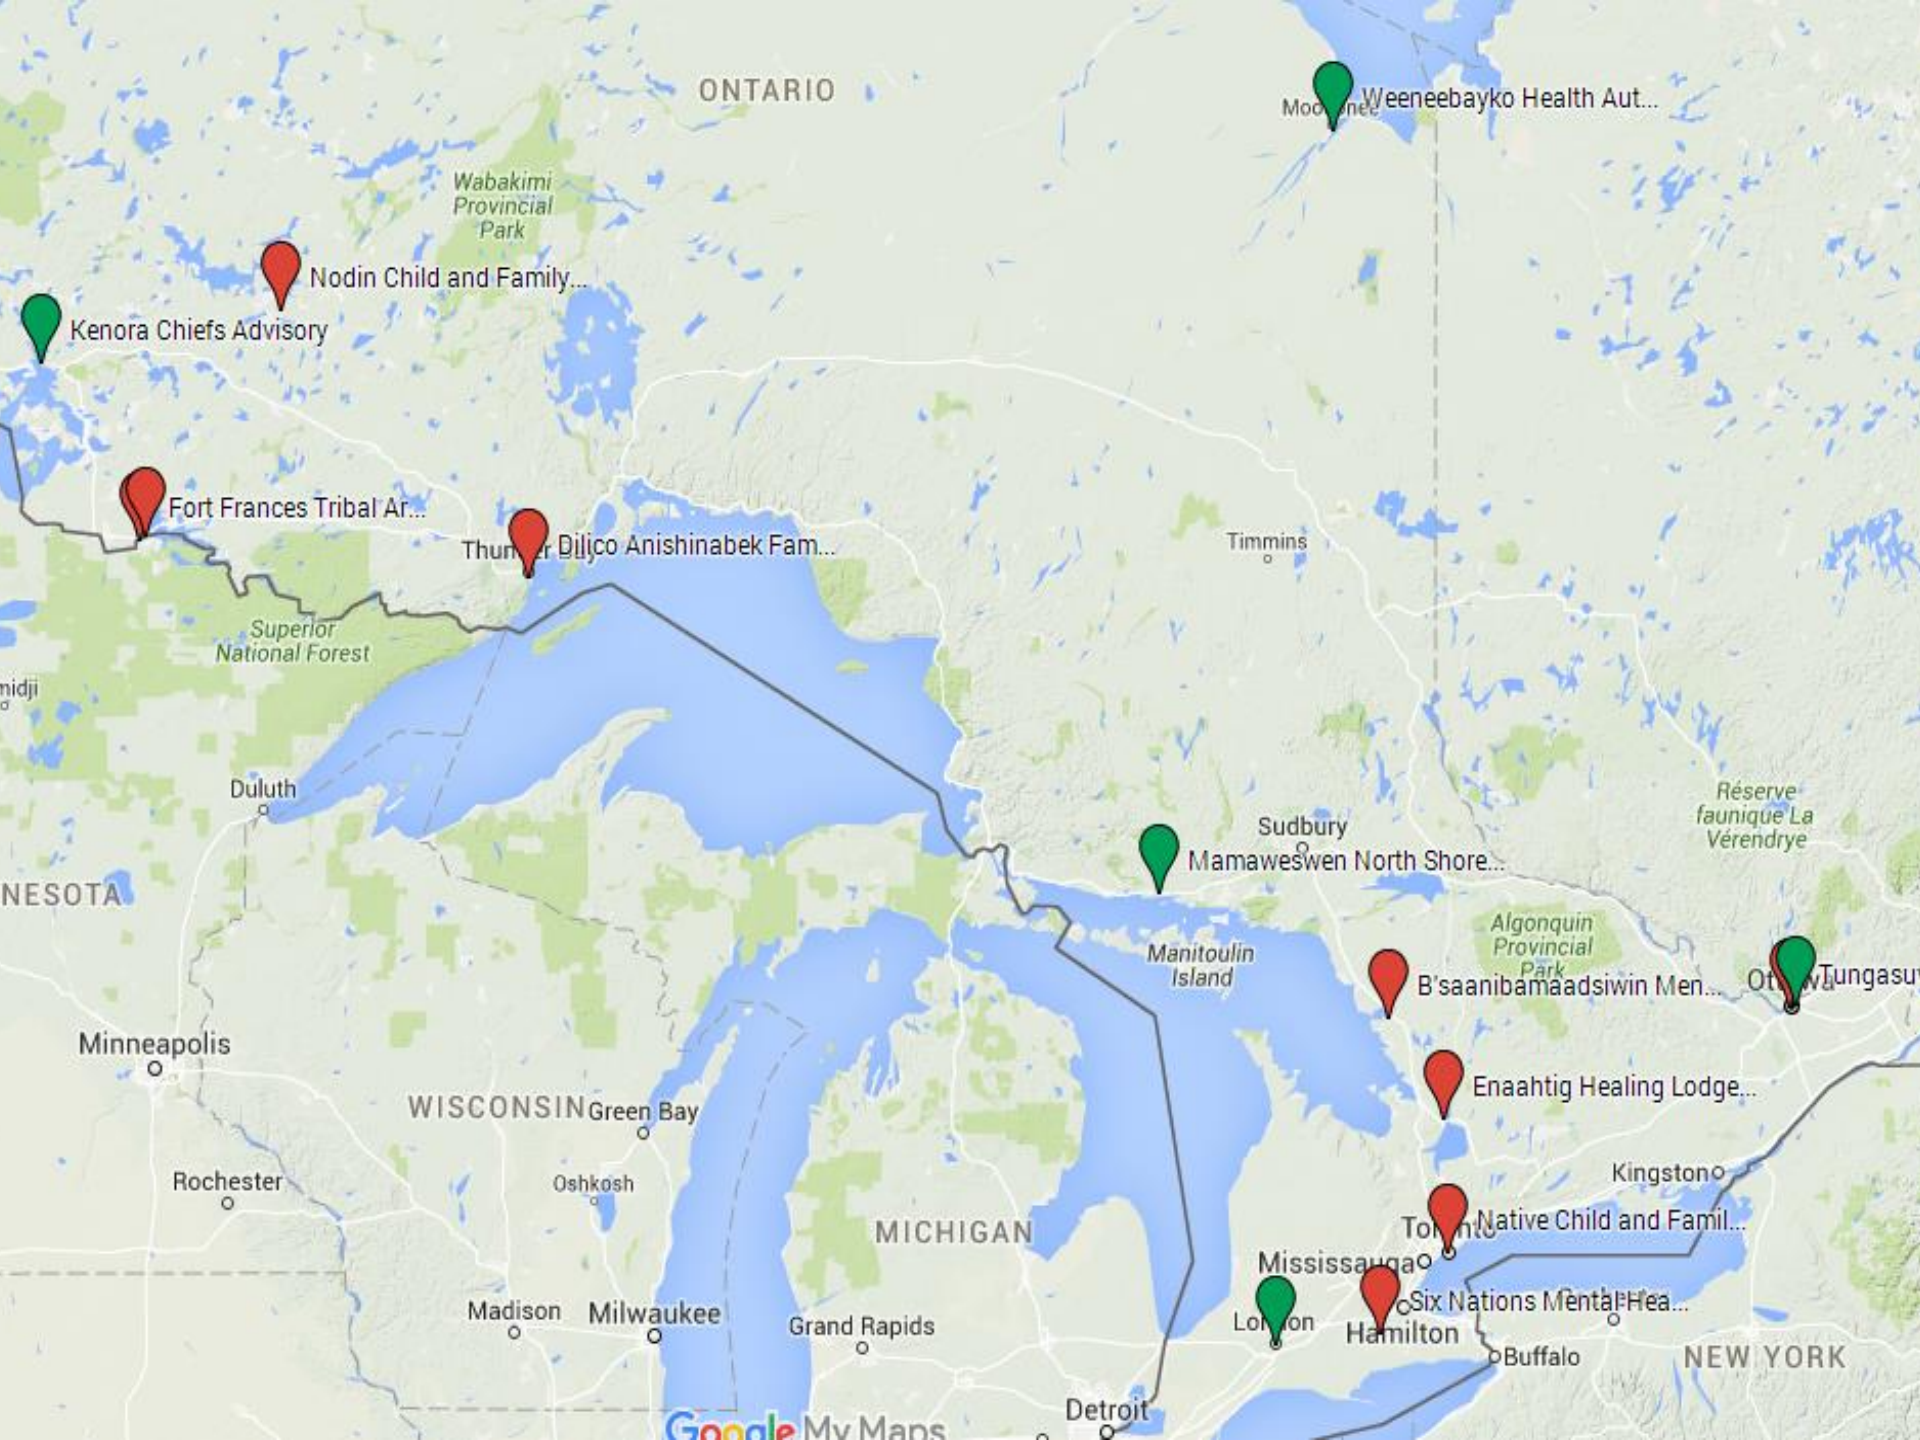 ONTARIO
Weeneebayko Health Aut...
Wabakimi
Provincial
Park
Nodin Child and Family...
Kenora Chiefs Advisory
Fort Frances Tribal Ar...
Dilico Anishinabek Fam...
Timmins
Superior
National Forest
Duluth
Réserve
faunique La
Vérendrye
Sudbury
Mamaweswen North Shore...
NESOTA
Algonquin
Provincial
Park
Manitoulin
Island
B'saanibamaadsiwin Men...
Minneapolis
Enaahtig Healing Lodge...
WISCONSIN
Green Bay
Kingston
Rochester
Oshkosh
MICHIGAN
Native Child and Famil...
Mississauga
Six Nations Mental Hea...
Madison
Milwaukee
Grand Rapids
Hamilton
Buffalo
NEW YORK
Detroit
Google My Maps